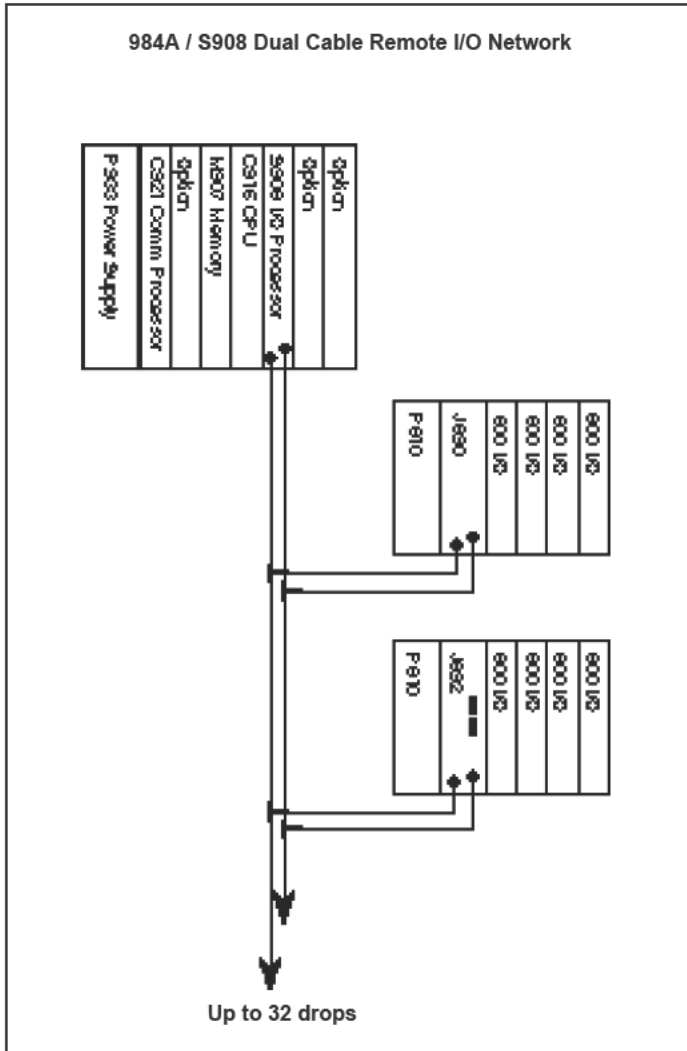 984A / S908 Dual Cable Remote I/O Network
P933 Power Supply
C921 Comm Processor
Option
M907 Memory
C916 CPU
S908 I/O Processor
Option
Option
P810
J890
800 I/O
800 I/O
800 I/O
800 I/O
P810
J892
800 I/O
800 I/O
800 I/O
800 I/O
Up to 32 drops